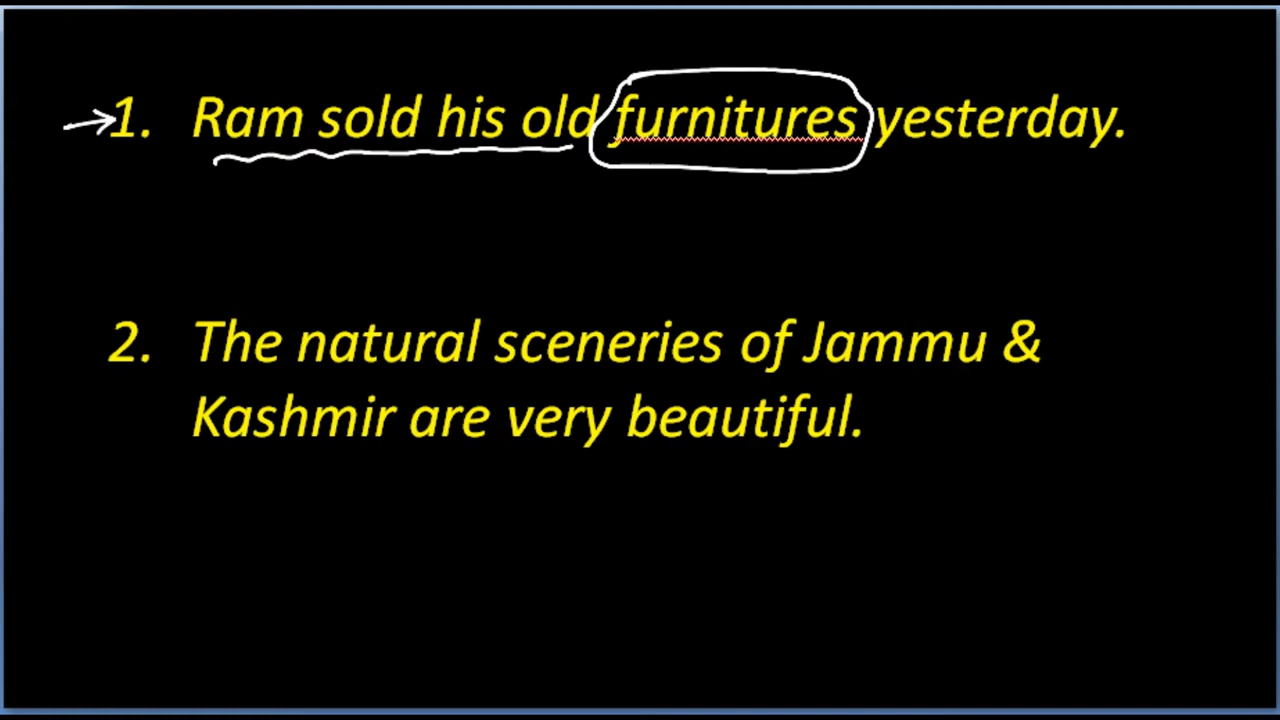 1. Ram sold his old furnitures yesterday.
2. The natural sceneries of Jammu &
Kashmir are very beautiful.